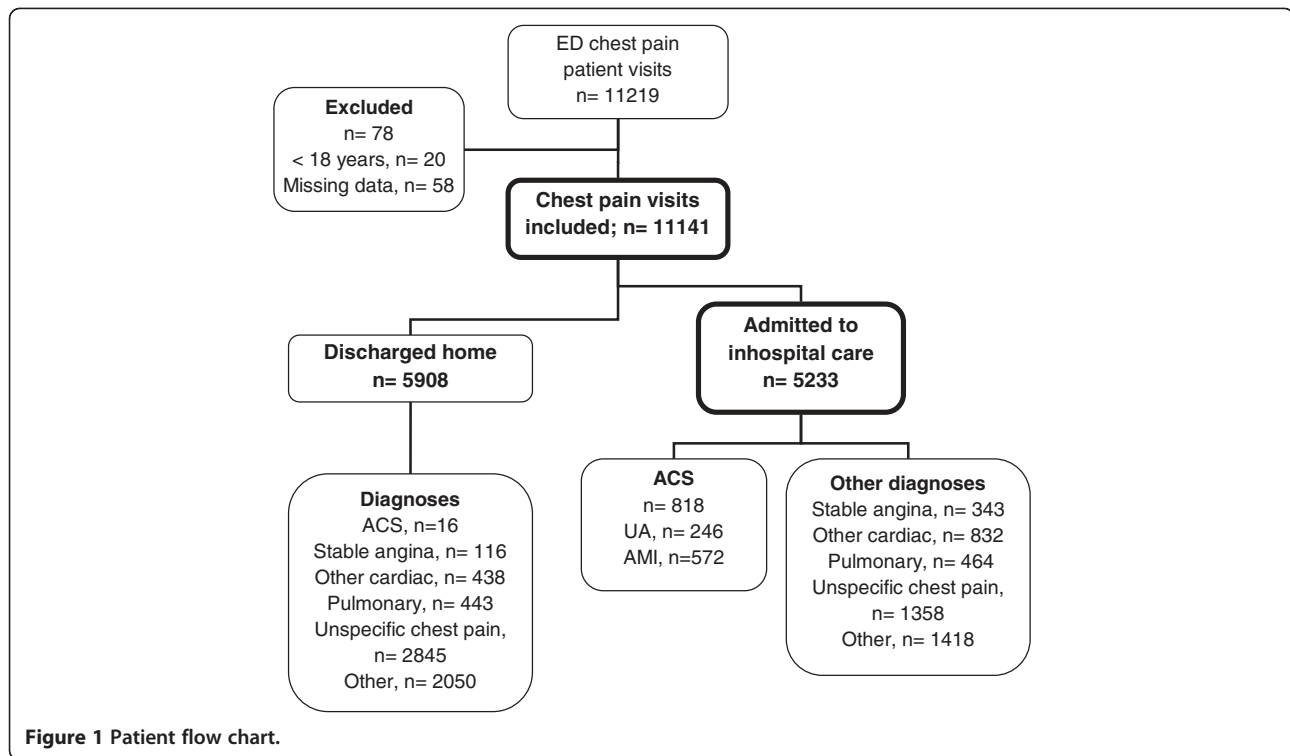 ED chest pain
patient visits
n= 11219
Excluded
n= 78
< 18 years, n= 20
Missing data, n= 58
Chest pain visits
included; n= 11141
Discharged home
n= 5908
Admitted to
inhospital care
n= 5233
Diagnoses
ACS, n=16
Stable angina, n= 116
Other cardiac, n= 438
Pulmonary, n= 443
Unspecific chest pain,
n= 2845
Other, n= 2050
ACS
n= 818
UA, n= 246
AMI, n=572
Other diagnoses
Stable angina, n= 343
Other cardiac, n= 832
Pulmonary, n= 464
Unspecific chest pain,
n= 1358
Other, n= 1418
Figure 1 Patient flow chart.